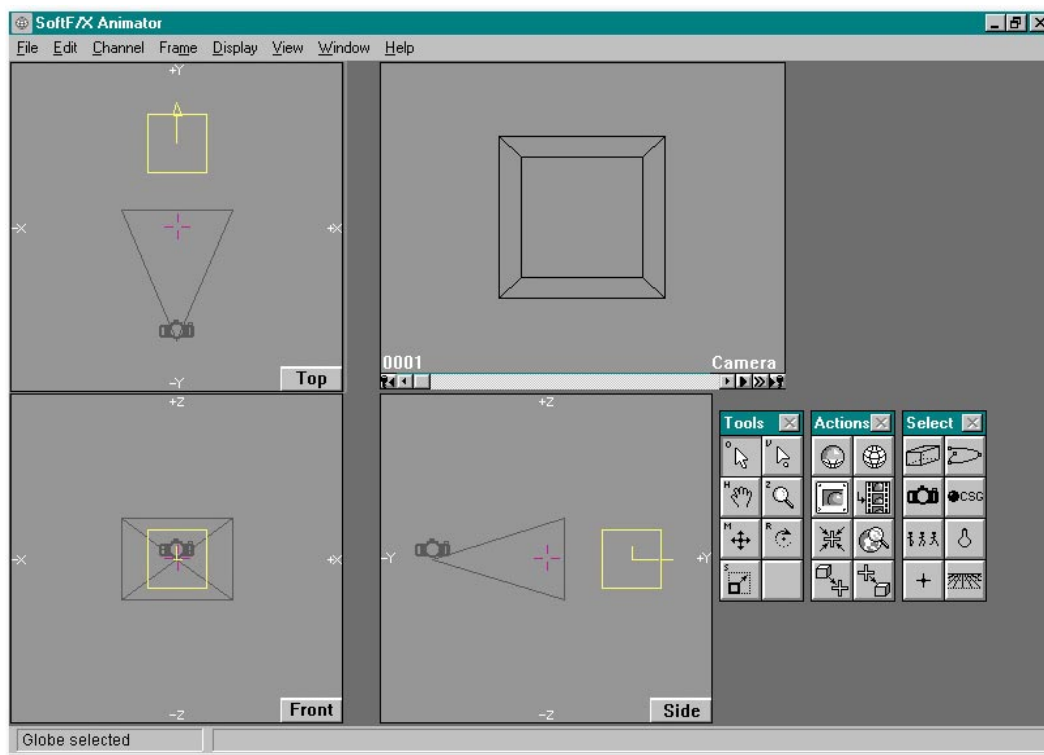 SoftF/X Animator
File Edit Channel Frame Display View Window Help
+Y
-X +X
-Y
Top
0001 Camera
+Z
-X +X
-Z
Front
+Z
-Y +Y
-Z
Side
Tools Actions Select
O V
H Z
CSG
M R
S
Globe selected